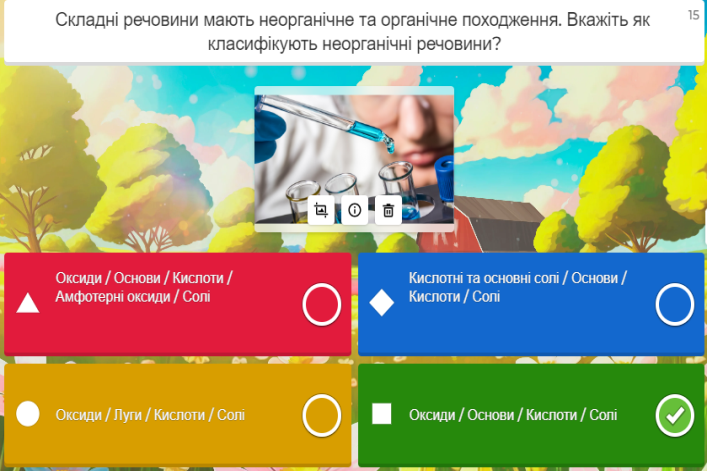 Складні речовини мають неорганічне та органічне походження. Вкажіть як
класифікують неорганічні речовини?
15
Оксиди / Основи / Кислоти /
Амфотерні оксиди / Солі
Кислотні та основні солі / Основи /
Кислоти / Солі
Оксиди / Луги / Кислоти / Солі
Оксиди / Основи / Кислоти / Солі